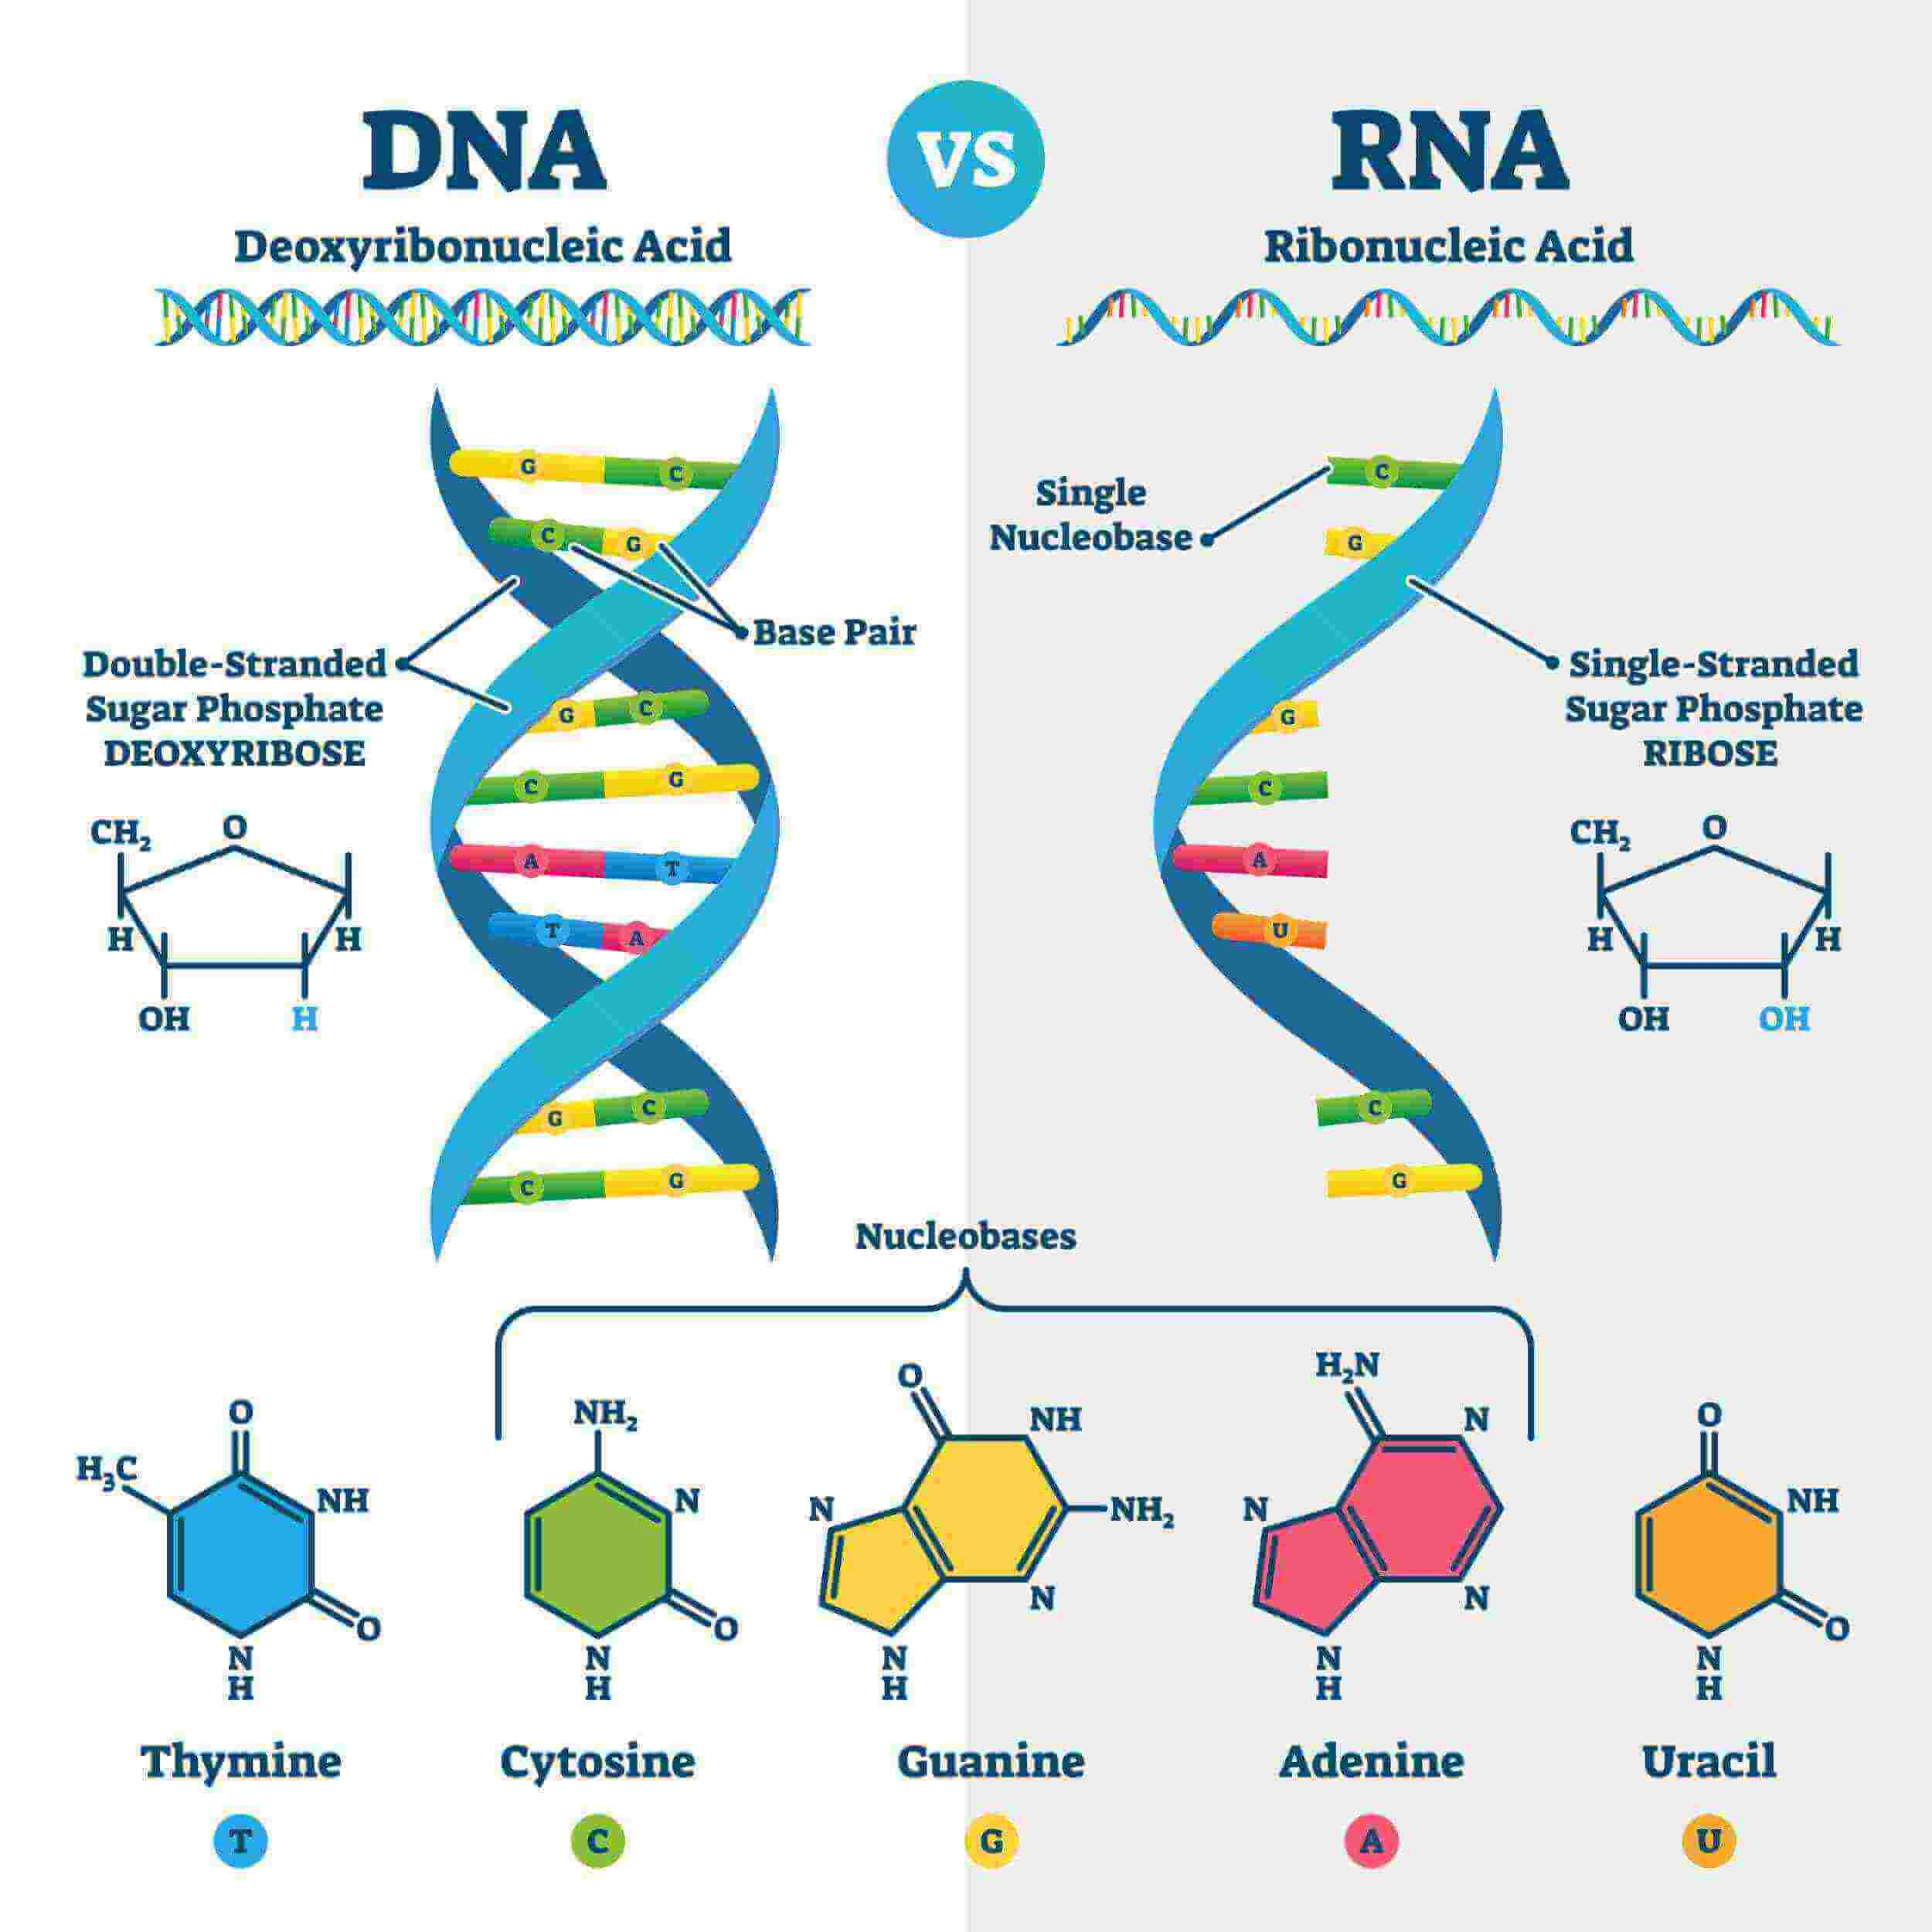 DNA
VS
RNA
Deoxyribonucleic Acid
Ribonucleic Acid
G C
C G
Base Pair
Double-Stranded
Sugar Phosphate
DEOXYRIBOSE
G C
C G
A T
T A
G C
C G
CH₂ O
H H
OH H
C
Single
Nucleobase
G
Single-Stranded
Sugar Phosphate
RIBOSE
G
C
A
U
C
G
CH₂ O
H H
OH OH
Nucleobases
O
H₃C
NH
O
N
H
NH₂
N
O
N
H
O
NH
N
NH₂
N
N
H
H₂N
N
N
N
N
H
O
NH
O
N
H
Thymine
Cytosine
Guanine
Adenine
Uracil
T
C
G
A
U